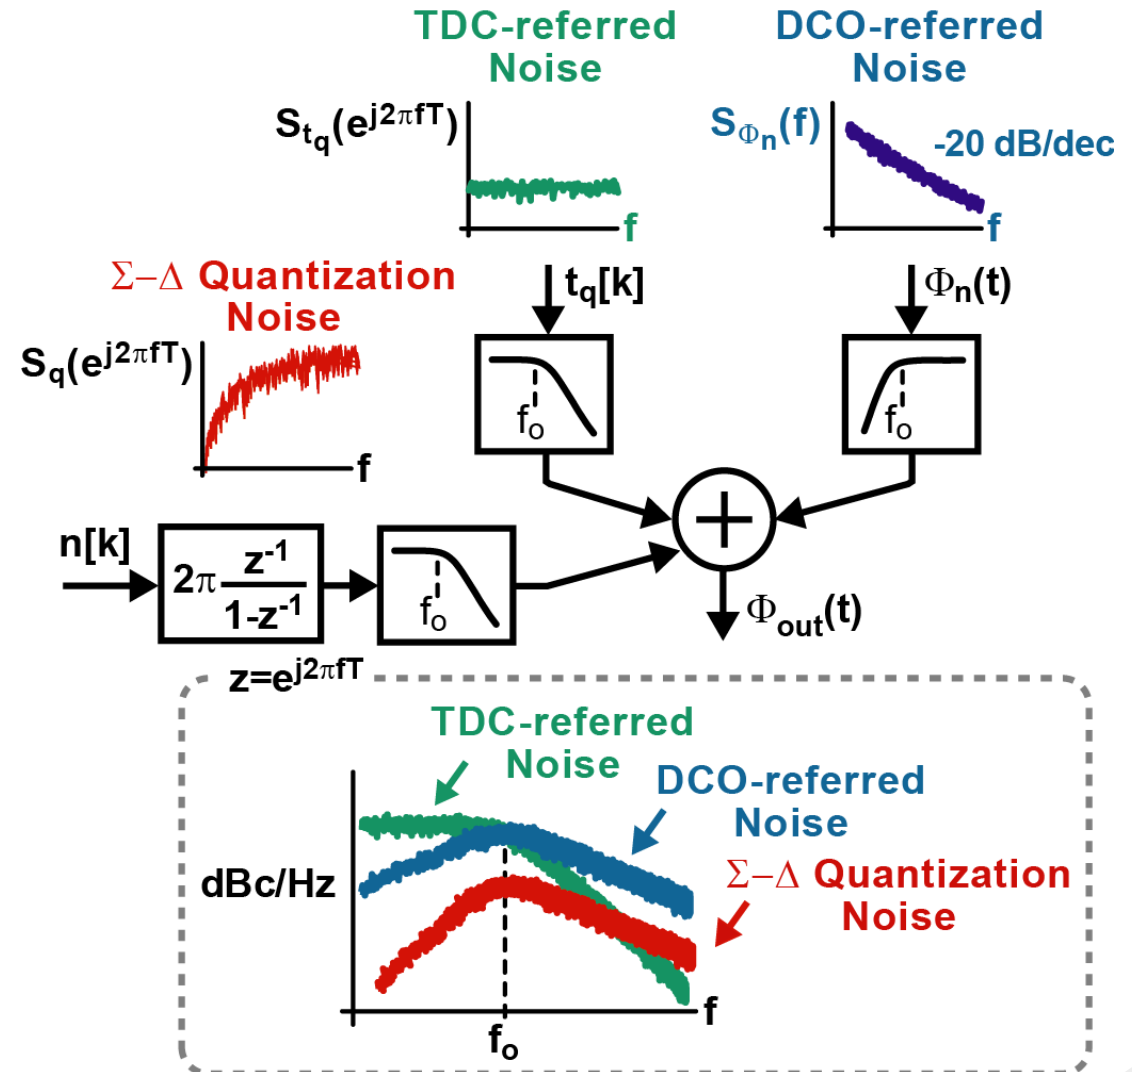 TDC-referred
Noise
DCO-referred
Noise
S_tq(e^j2πfT)
f
S_Φn(f)
-20 dB/dec
f
Σ−Δ Quantization
Noise
S_q(e^j2πfT)
f
t_q[k]
Φ_n(t)
f_o
f_o
n[k]
2π z^-1
1-z^-1
f_o
Φ_out(t)
z=e^j2πfT
TDC-referred
Noise
DCO-referred
Noise
Σ−Δ Quantization
Noise
dBc/Hz
f
f_o